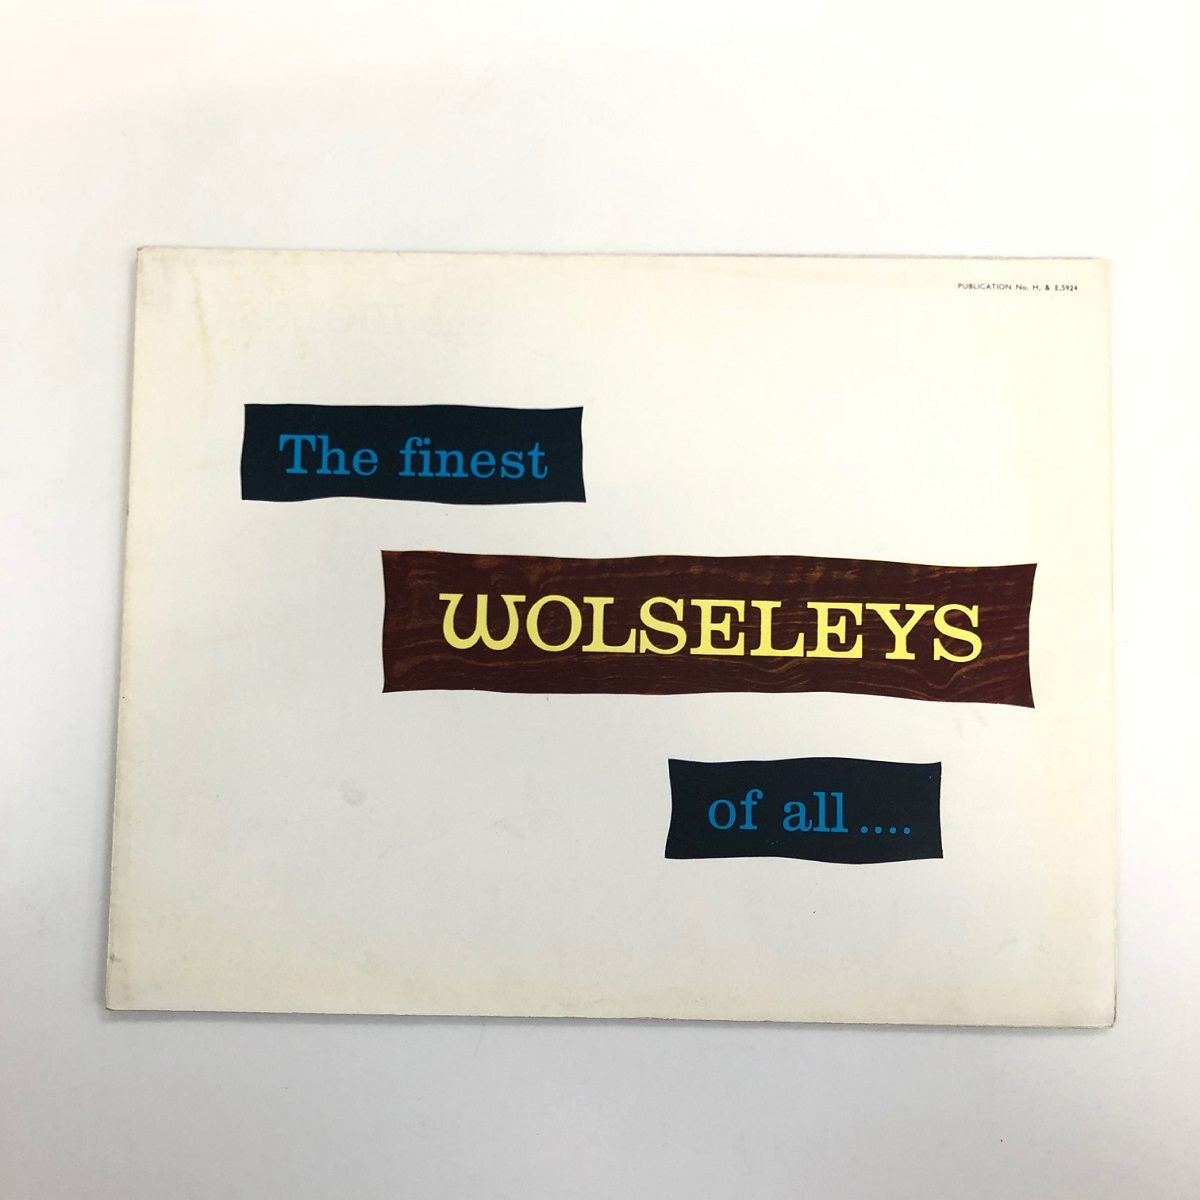 PUBLICATION No. H. & E.5924
The finest
WOLSELEYS
of all....